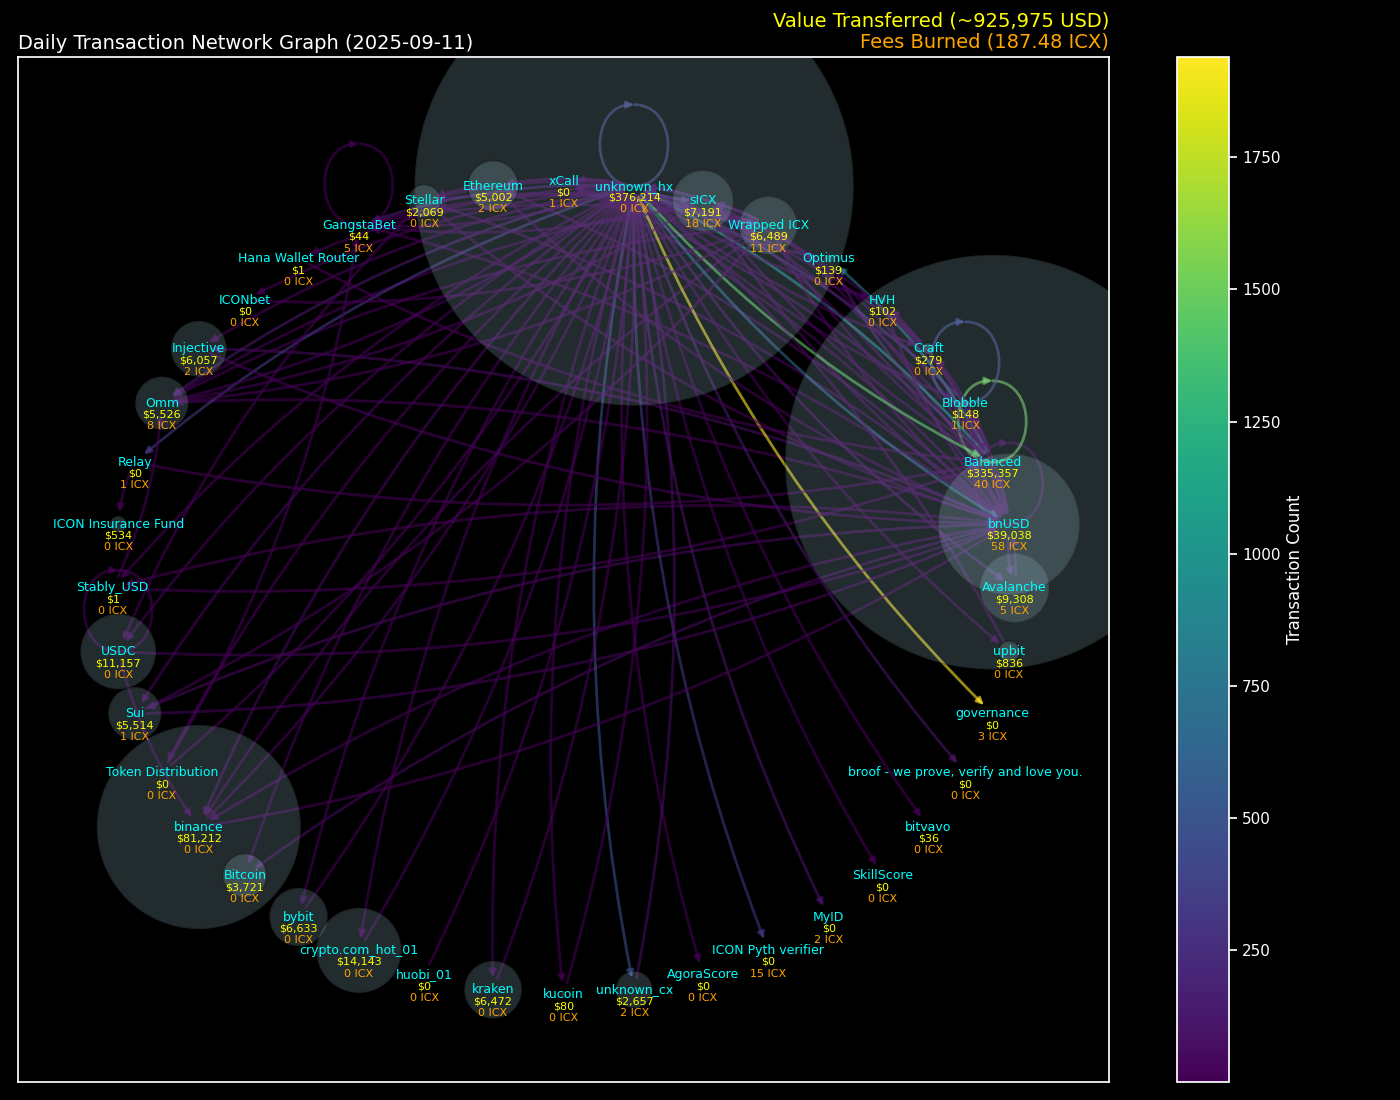 Value Transferred (~925,975 USD)
Daily Transaction Network Graph (2025-09-11)
Fees Burned (187.48 ICX)
unknown_hx
$376,214
0 ICX
xCall
$0
1 ICX
Ethereum
$5,002
2 ICX
Stellar
$2,069
0 ICX
GangstaBet
$44
5 ICX
Hana Wallet Router
$1
0 ICX
ICONbet
$0
0 ICX
Injective
$6,057
2 ICX
Omm
$5,526
8 ICX
Relay
$0
1 ICX
ICON Insurance Fund
$534
0 ICX
Stably_USD
$1
0 ICX
USDC
$11,157
0 ICX
Sui
$5,514
1 ICX
Token Distribution
$0
0 ICX
binance
$81,212
0 ICX
Bitcoin
$3,721
0 ICX
bybit
$6,633
0 ICX
crypto.com_hot_01
$14,143
0 ICX
huobi_01
$0
0 ICX
kraken
$6,472
0 ICX
kucoin
$80
0 ICX
unknown_cx
$2,657
2 ICX
AgoraScore
$0
0 ICX
ICON Pyth verifier
$0
15 ICX
MyID
$0
2 ICX
SkillScore
$0
0 ICX
bitvavo
$36
0 ICX
broof - we prove, verify and love you.
$0
0 ICX
governance
$0
3 ICX
upbit
$836
0 ICX
Avalanche
$9,308
5 ICX
bnUSD
$39,038
58 ICX
Balanced
$335,357
40 ICX
Blobble
$148
1 ICX
Craft
$279
0 ICX
HVH
$102
0 ICX
Optimus
$139
0 ICX
Wrapped ICX
$6,489
11 ICX
sICX
$7,191
18 ICX
1750
1500
1250
1000
750
500
250
Transaction Count